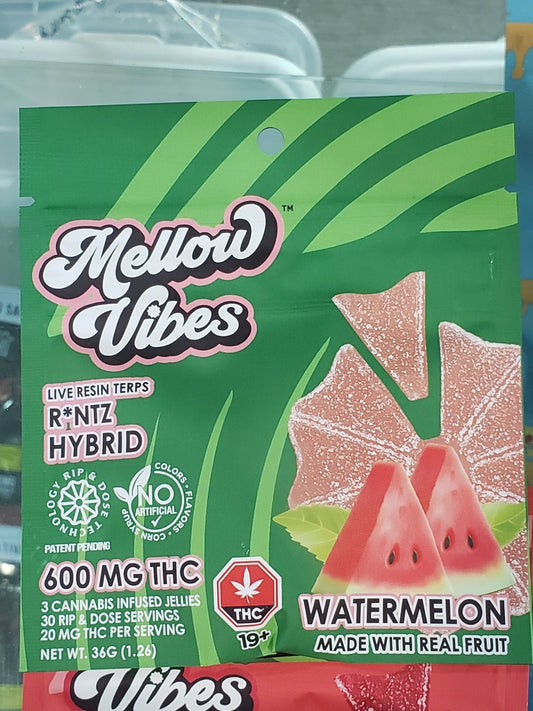 Mellow
Vibes
™
LIVE RESIN TERPS
R*NTZ
HYBRID
RIP & DOSE TECHNOLOGY
PATENT PENDING
NO
ARTIFICIAL
COLORS • FLAVORS • CORN SYRUP
600 MG THC
3 CANNABIS INFUSED JELLIES
30 RIP & DOSE SERVINGS
20 MG THC PER SERVING
NET WT. 36G (1.26)
THC
19+
WATERMELON
MADE WITH REAL FRUIT
Vibes